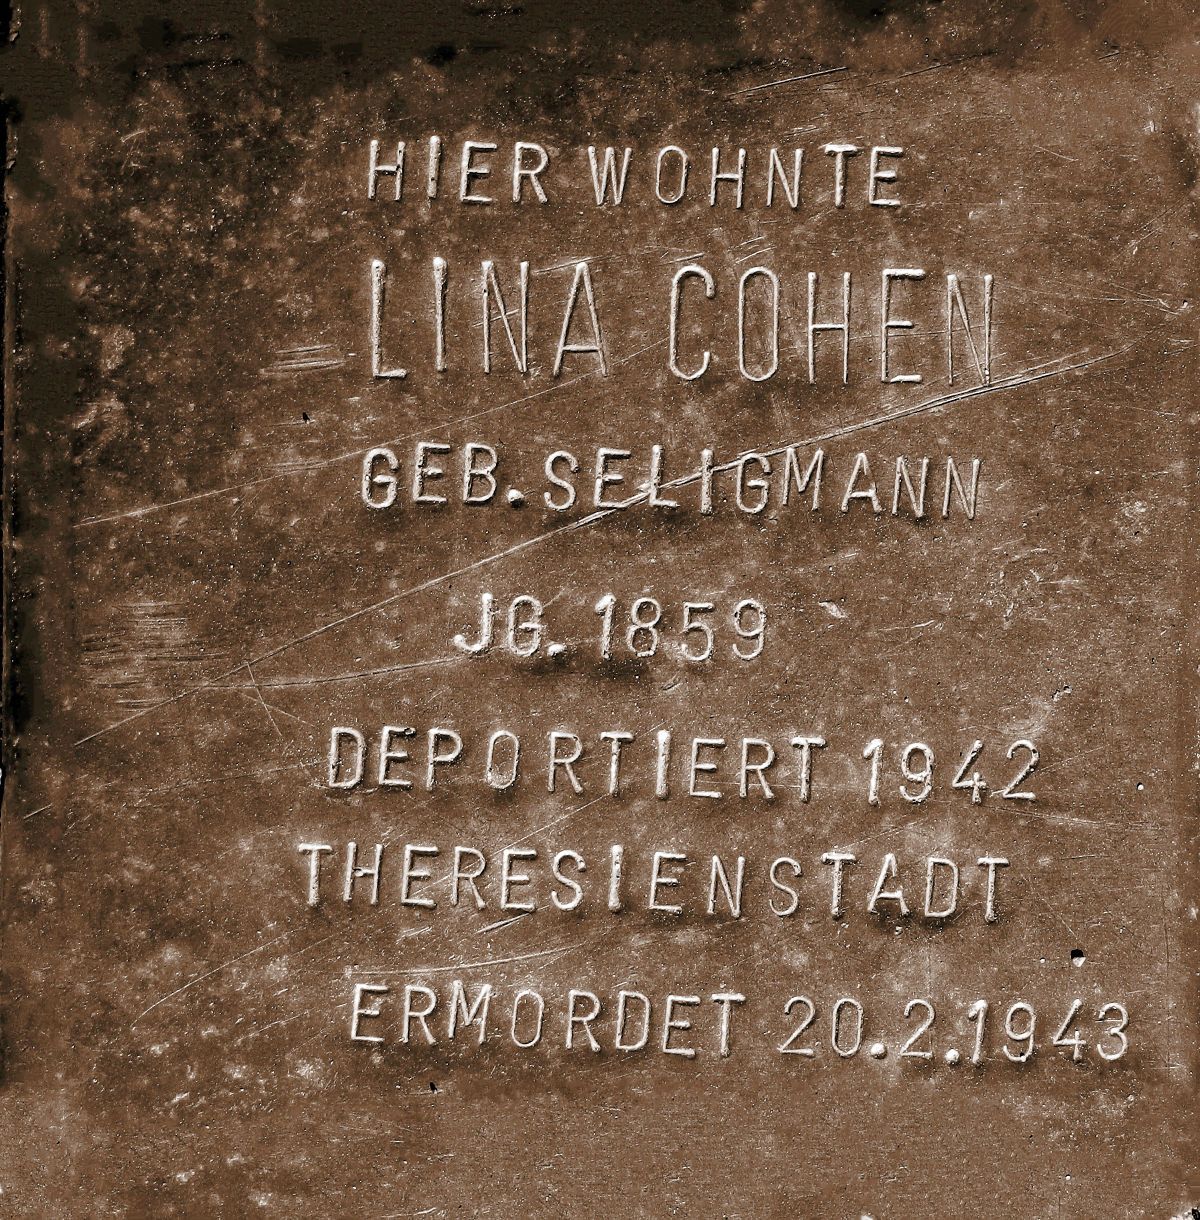 HIER WOHNTE
LINA COHEN
GEB. SELIGMANN
JG. 1859
DEPORTIERT 1942
THERESIENSTADT
ERMORDET 20.2.1943